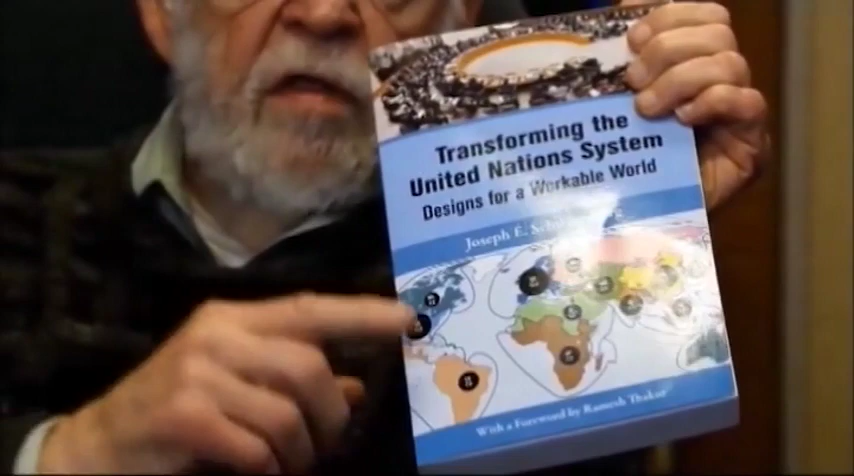 Transforming the
United Nations System
Designs for a Workable World
Joseph E.
With a Foreword by Ramesh Thakur